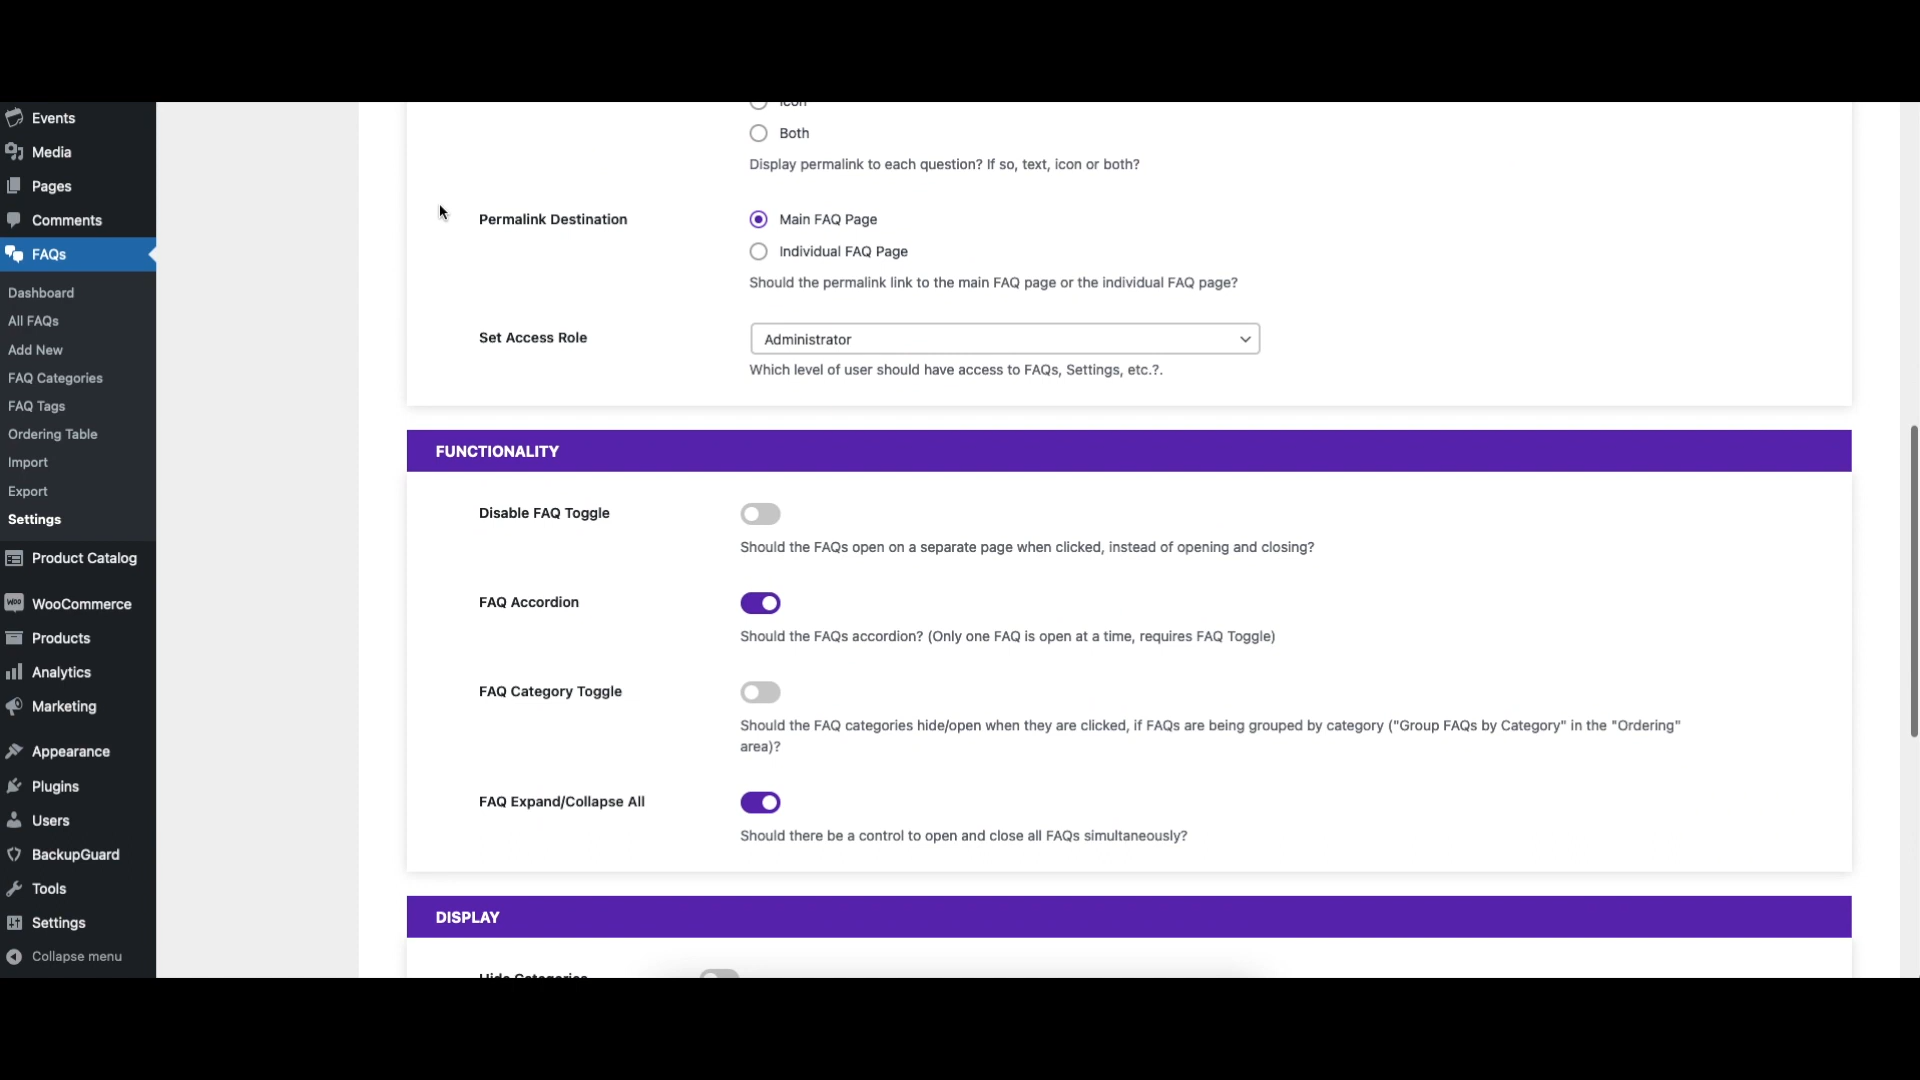 Events
Media
Pages
Comments
FAQs
Dashboard
All FAQs
Add New
FAQ Categories
FAQ Tags
Ordering Table
Import
Export
Settings
Product Catalog
WooCommerce
Products
Analytics
Marketing
Appearance
Plugins
Users
BackupGuard
Tools
Settings
Collapse menu
Icon
Both
Display permalink to each question? If so, text, icon or both?
Permalink Destination
Main FAQ Page
Individual FAQ Page
Should the permalink link to the main FAQ page or the individual FAQ page?
Set Access Role
Administrator
Which level of user should have access to FAQs, Settings, etc.?.
FUNCTIONALITY
Disable FAQ Toggle
Should the FAQs open on a separate page when clicked, instead of opening and closing?
FAQ Accordion
Should the FAQs accordion? (Only one FAQ is open at a time, requires FAQ Toggle)
FAQ Category Toggle
Should the FAQ categories hide/open when they are clicked, if FAQs are being grouped by category ("Group FAQs by Category" in the "Ordering"
area)?
FAQ Expand/Collapse All
Should there be a control to open and close all FAQs simultaneously?
DISPLAY
Hide Categories